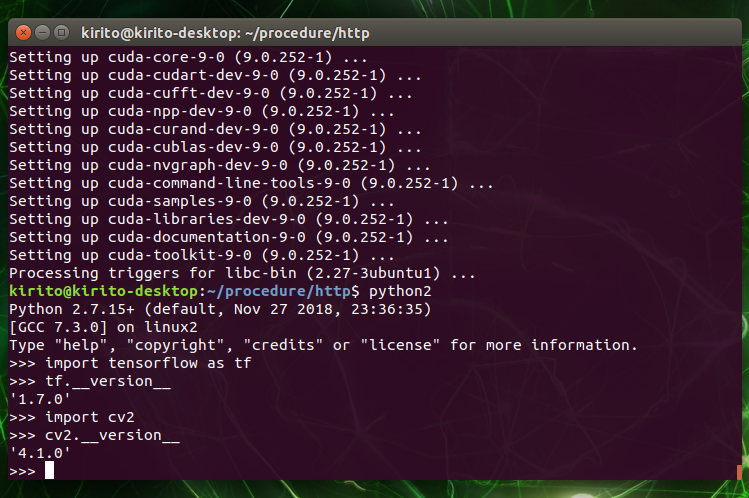 kirito@kirito-desktop: ~/procedure/http
Setting up cuda-core-9-0 (9.0.252-1) ...
Setting up cuda-cudart-dev-9-0 (9.0.252-1) ...
Setting up cuda-cufft-dev-9-0 (9.0.252-1) ...
Setting up cuda-npp-dev-9-0 (9.0.252-1) ...
Setting up cuda-curand-dev-9-0 (9.0.252-1) ...
Setting up cuda-cublas-dev-9-0 (9.0.252-1) ...
Setting up cuda-nvgraph-dev-9-0 (9.0.252-1) ...
Setting up cuda-command-line-tools-9-0 (9.0.252-1) ...
Setting up cuda-samples-9-0 (9.0.252-1) ...
Setting up cuda-libraries-dev-9-0 (9.0.252-1) ...
Setting up cuda-documentation-9-0 (9.0.252-1) ...
Setting up cuda-toolkit-9-0 (9.0.252-1) ...
Processing triggers for libc-bin (2.27-3ubuntu1) ...
kirito@kirito-desktop:~/procedure/http$ python2
Python 2.7.15+ (default, Nov 27 2018, 23:36:35)
[GCC 7.3.0] on linux2
Type "help", "copyright", "credits" or "license" for more information.
>>> import tensorflow as tf
>>> tf.__version__
'1.7.0'
>>> import cv2
>>> cv2.__version__
'4.1.0'
>>>